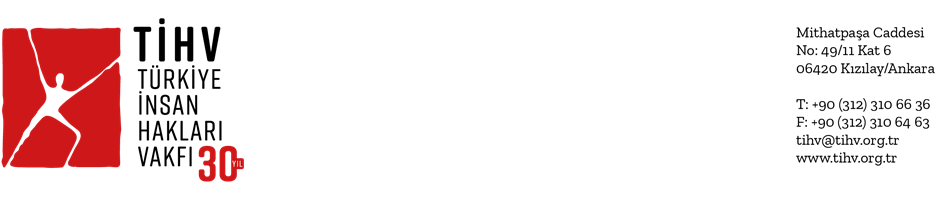 TİHV
TÜRKİYE
İNSAN
HAKLARI
VAKFI 30 YIL
Mithatpaşa Caddesi
No: 49/11 Kat 6
06420 Kızılay/Ankara
T: +90 (312) 310 66 36
F: +90 (312) 310 64 63
tihv@tihv.org.tr
www.tihv.org.tr